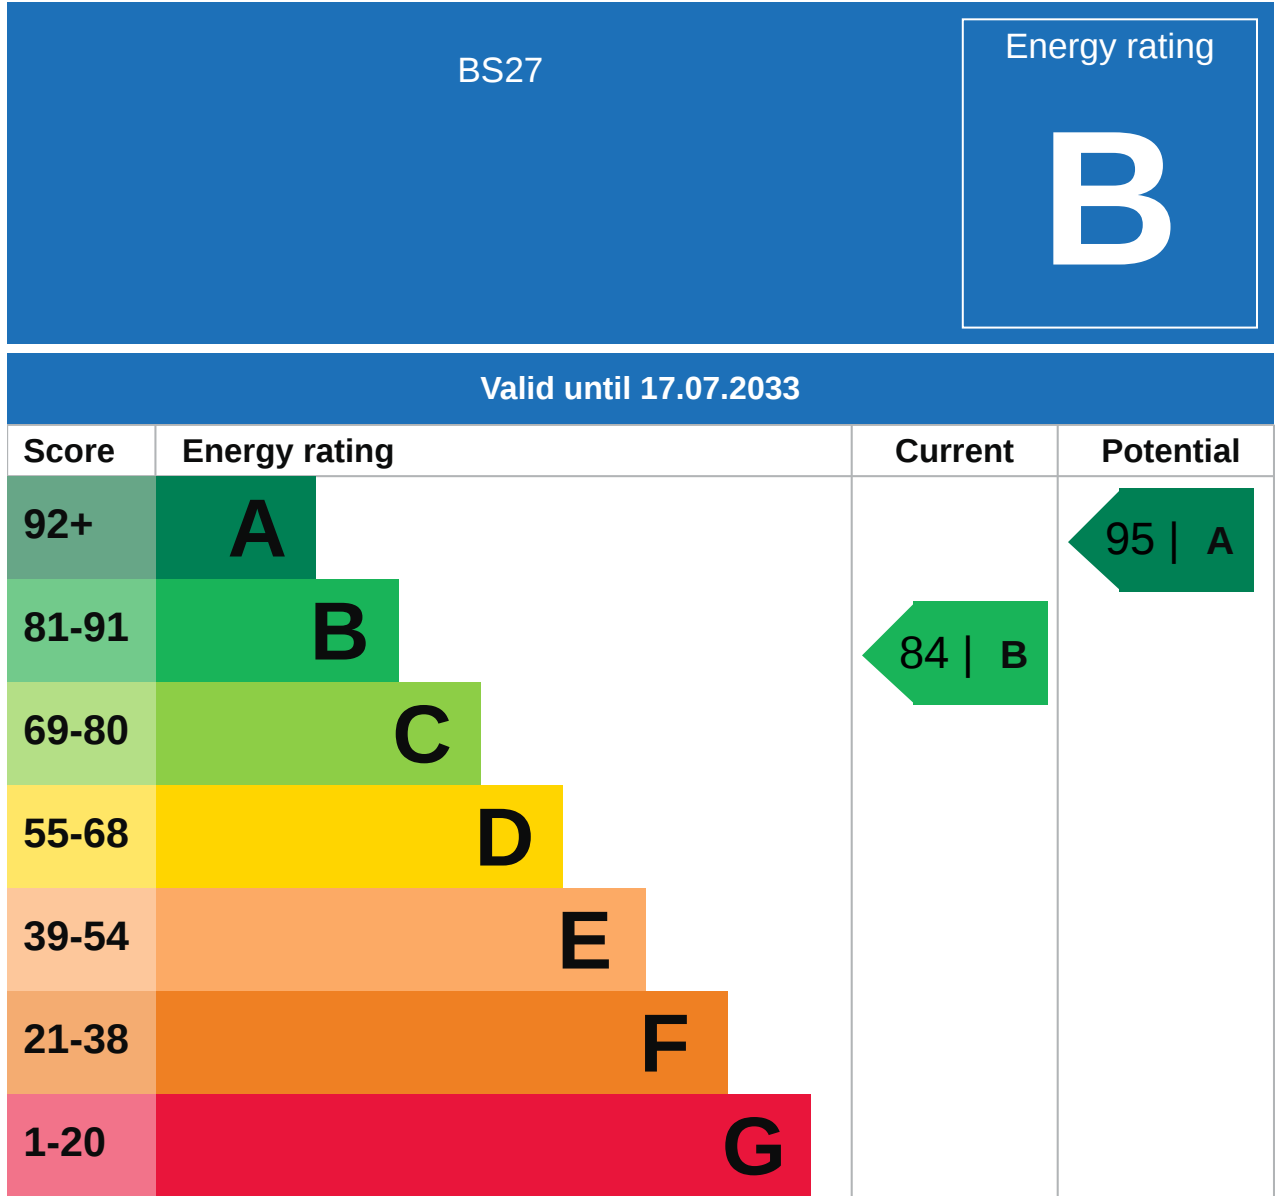 BS27
Energy rating
B
Valid until 17.07.2033
Score Energy rating Current Potential
92+ A 95 | A
81-91 B 84 | B
69-80 C
55-68 D
39-54 E
21-38 F
1-20 G